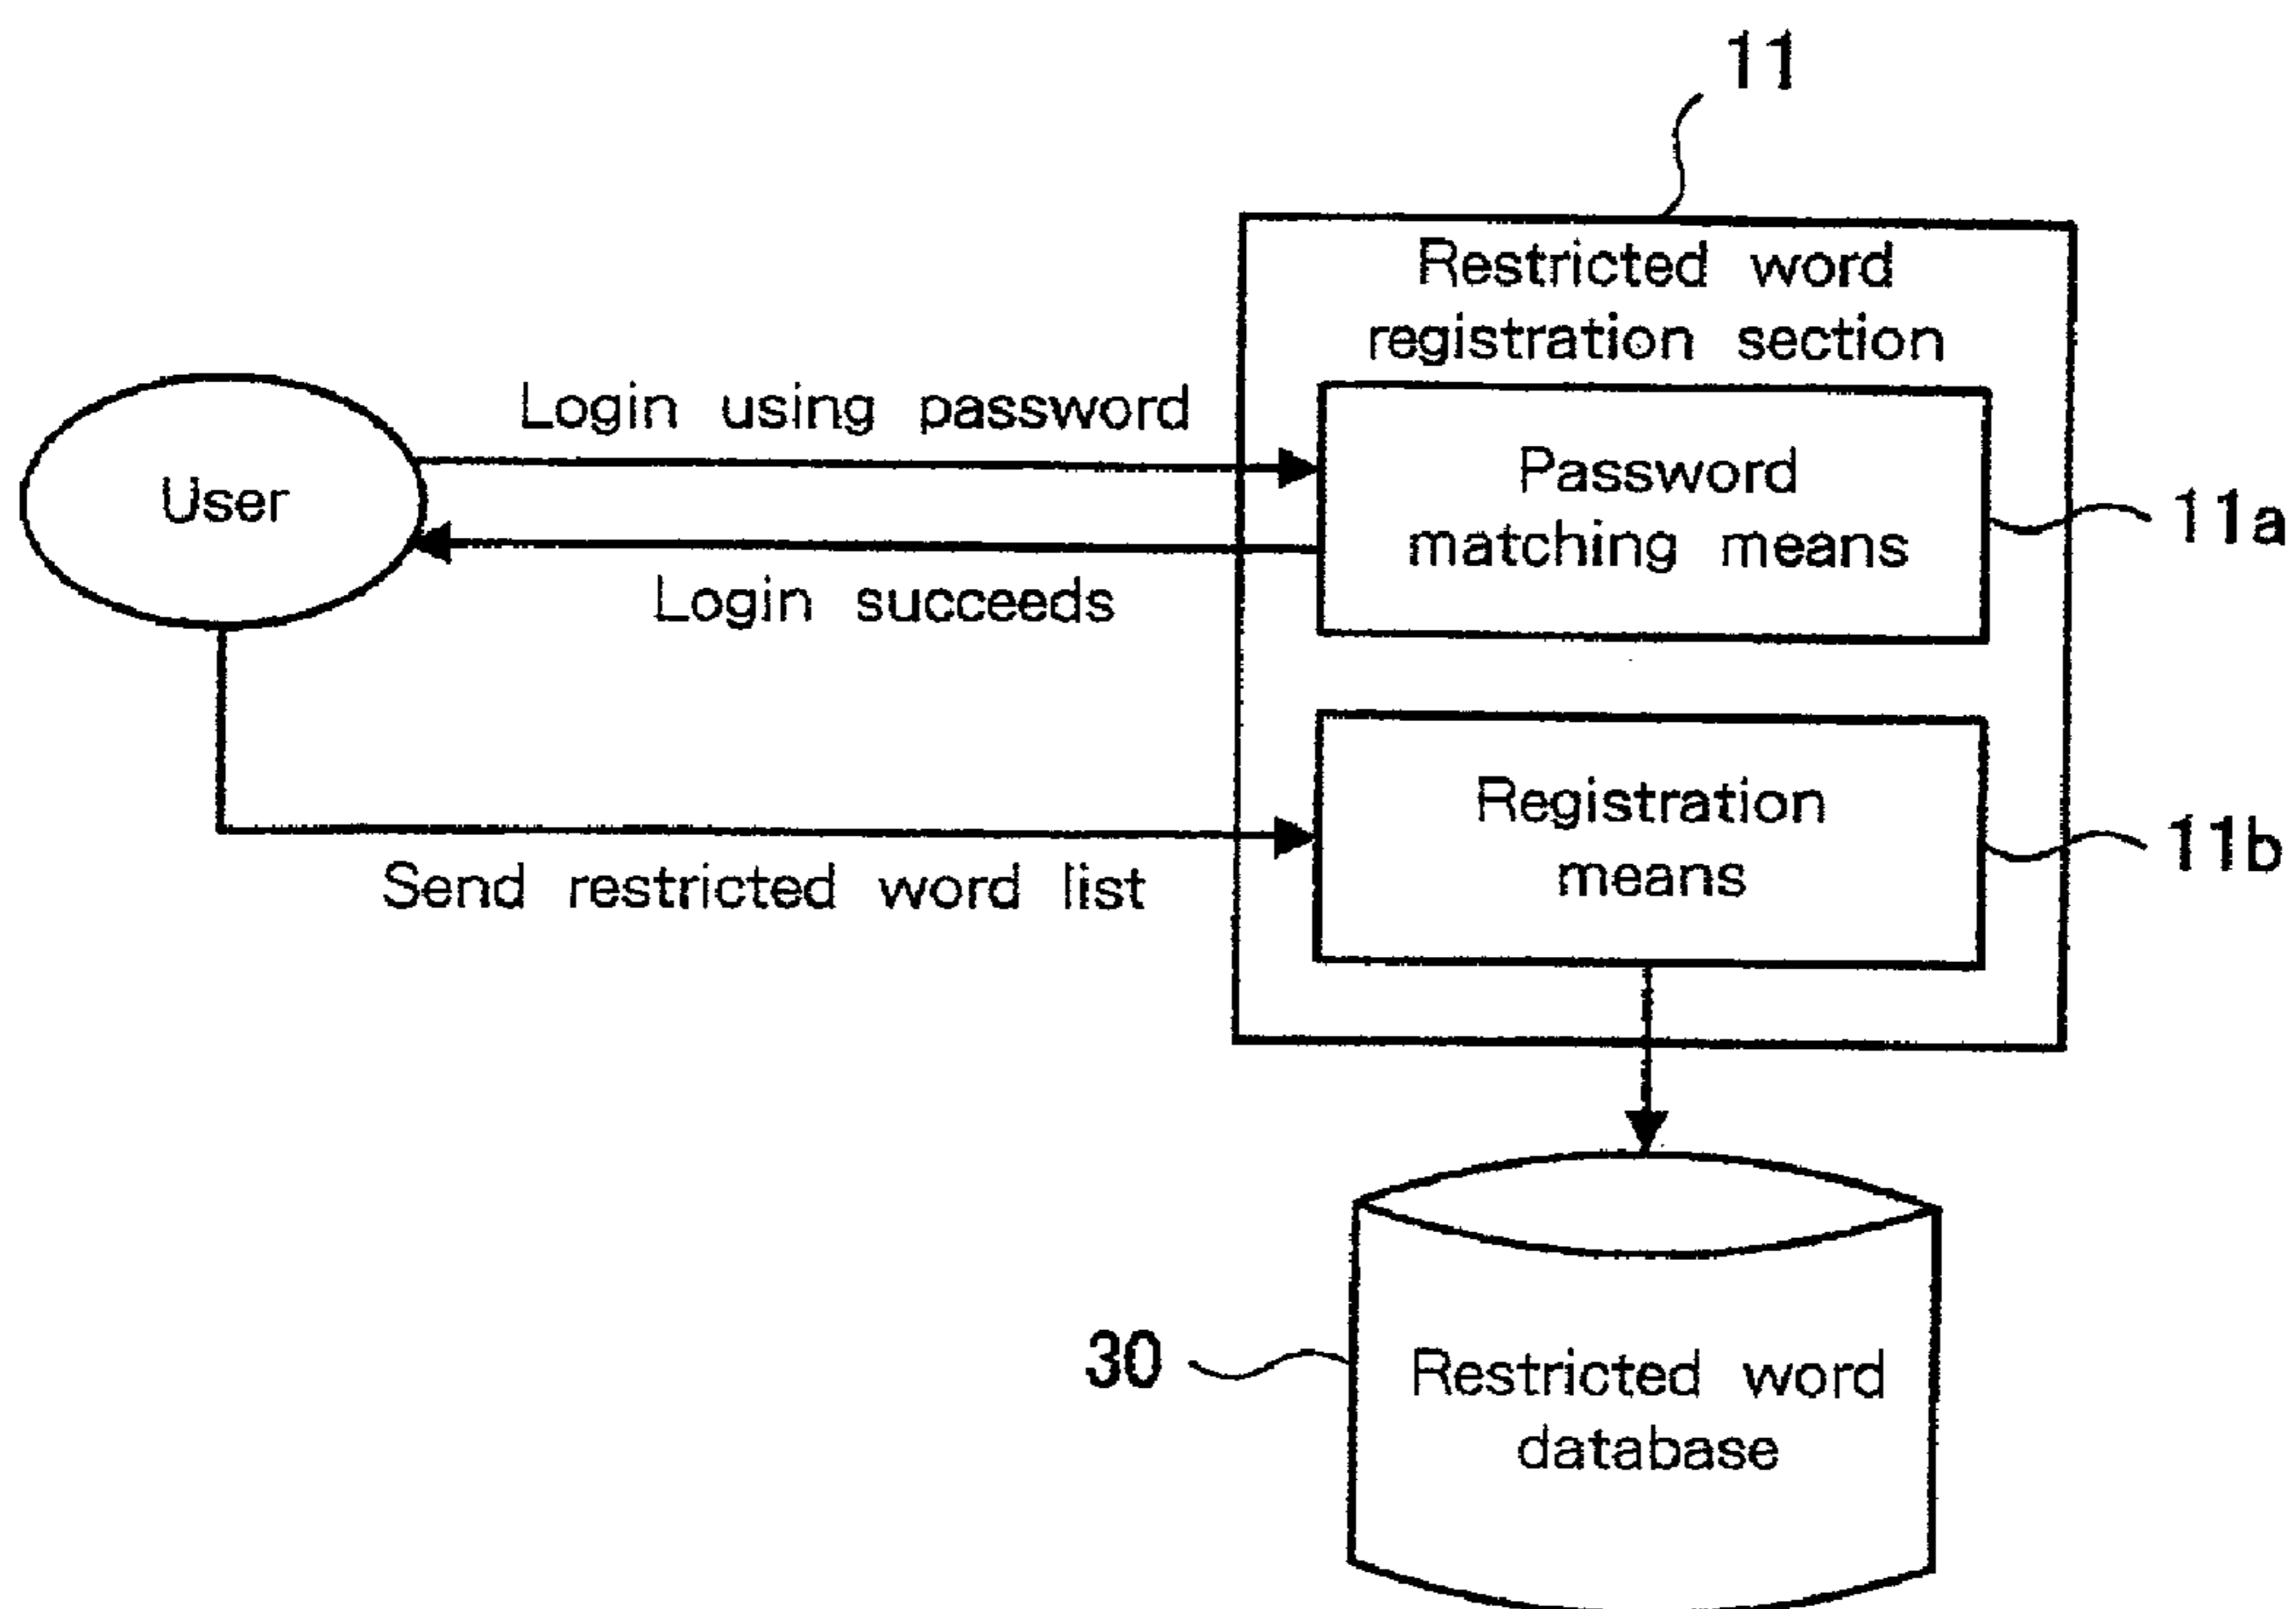 11
Restricted word
registration section
Login using password
User
Password
matching means
11a
Login succeeds
Registration
means
11b
Send restricted word list
30
Restricted word
database